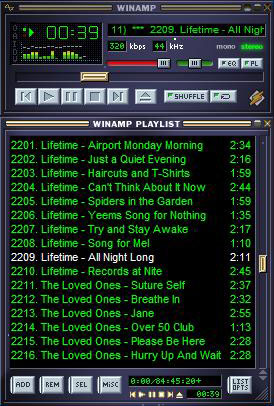 WINAMP
00:39
11) *** 2209. Lifetime - All Nigh
320 kbps 44 kHz mono stereo
EQ PL
SHUFFLE
WINAMP PLAYLIST
2201. Lifetime - Airport Monday Morning 2:34
2202. Lifetime - Just a Quiet Evening 2:16
2203. Lifetime - Haircuts and T-Shirts 1:59
2204. Lifetime - Can't Think About It Now 2:44
2205. Lifetime - Spiders in the Garden 1:59
2206. Lifetime - Yeems Song for Nothing 1:35
2207. Lifetime - Try and Stay Awake 2:17
2208. Lifetime - Song for Mel 1:10
2209. Lifetime - All Night Long 2:11
2210. Lifetime - Records at Nite 2:45
2211. The Loved Ones - Suture Self 2:37
2212. The Loved Ones - Breathe In 2:32
2213. The Loved Ones - Jane 2:55
2214. The Loved Ones - Over 50 Club 1:13
2215. The Loved Ones - Please Be Here 2:28
2216. The Loved Ones - Hurry Up And Wait 2:28
ADD REM SEL MISC 0:00/84:45:20+ LIST OPTS
00:39